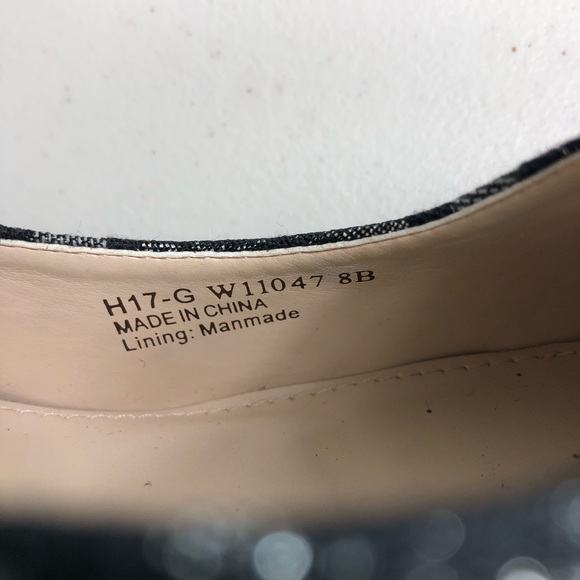 H17-G W11047 8B
MADE IN CHINA
Lining: Manmade